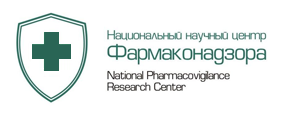 Национальный научный центр
Фармаконадзора
National Pharmacovigilance
Research Center